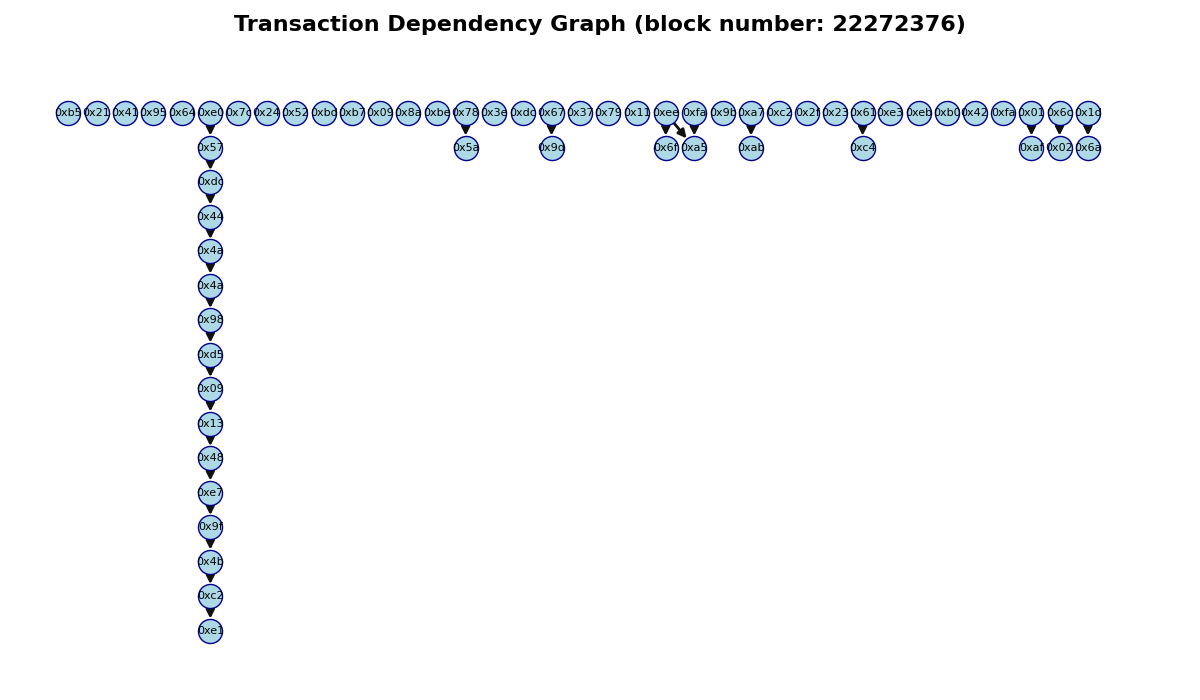 Transaction Dependency Graph (block number: 22272376)
0xb5 0x21 0x41 0x95 0x64 0xe0 0x7c 0x24 0x52 0xbd 0xb7 0x09 0x8a 0xbe 0x78 0x3e 0xdc 0x67 0x37 0x79 0x11 0xee 0xfa 0x9b 0xa7 0xc2 0x2f 0x23 0x61 0xe3 0xeb 0xb0 0x42 0xfa 0x01 0x6c 0x1d
0x57 0x5a 0x9d 0x6f 0xa5 0xab 0xc4 0xaf 0x02 0x6a
0xdc
0x44
0x4a
0x4a
0x98
0xd5
0x09
0x13
0x48
0xe7
0x9f
0x4b
0xc2
0xe1